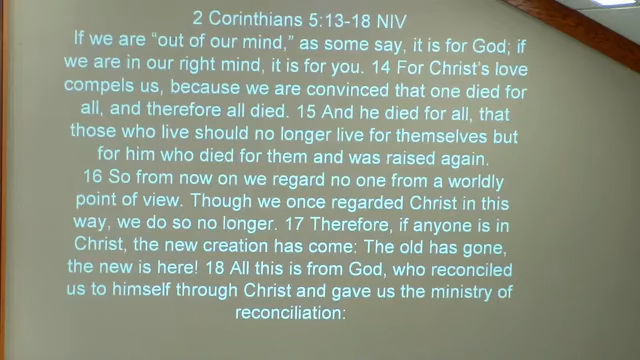 2 Corinthians 5:13-18 NIV
If we are “out of our mind,” as some say, it is for God; if
we are in our right mind, it is for you. 14 For Christ’s love
compels us, because we are convinced that one died for
all, and therefore all died. 15 And he died for all, that
those who live should no longer live for themselves but
for him who died for them and was raised again.
16 So from now on we regard no one from a worldly
point of view. Though we once regarded Christ in this
way, we do so no longer. 17 Therefore, if anyone is in
Christ, the new creation has come: The old has gone,
the new is here! 18 All this is from God, who reconciled
us to himself through Christ and gave us the ministry of
reconciliation: